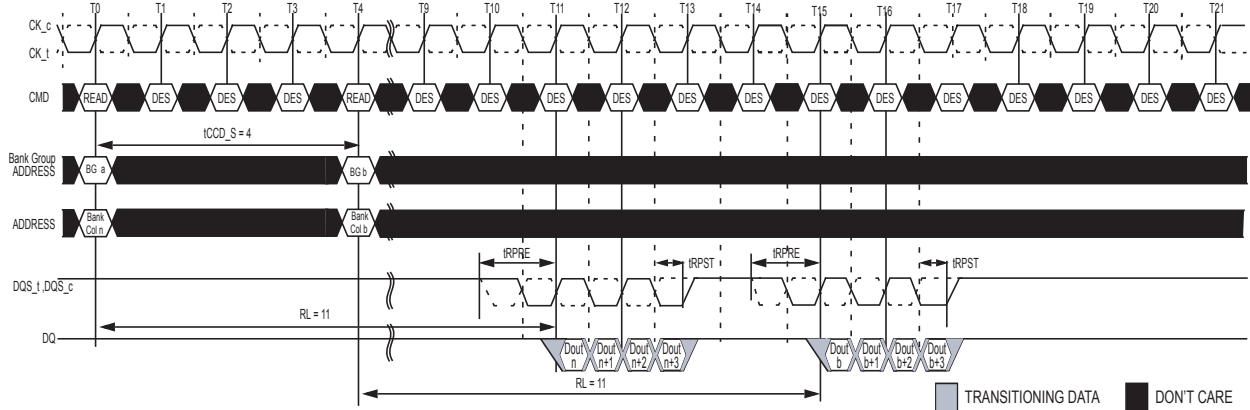 T0 T1 T2 T3 T4 T9 T10 T11 T12 T13 T14 T15 T16 T17 T18 T19 T20 T21
CK_c
CK_t
CMD READ DES DES DES READ DES DES DES DES DES DES DES DES DES DES DES DES DES
tCCD_S = 4
Bank Group
ADDRESS BG a BG b
ADDRESS Bank Col n Bank Col b
tRPRE tRPST tRPRE tRPST
DQS_t ,DQS_c
RL = 11
DQ Dout n Dout n+1 Dout n+2 Dout n+3 Dout b Dout b+1 Dout b+2 Dout b+3
RL = 11
TRANSITIONING DATA DON'T CARE